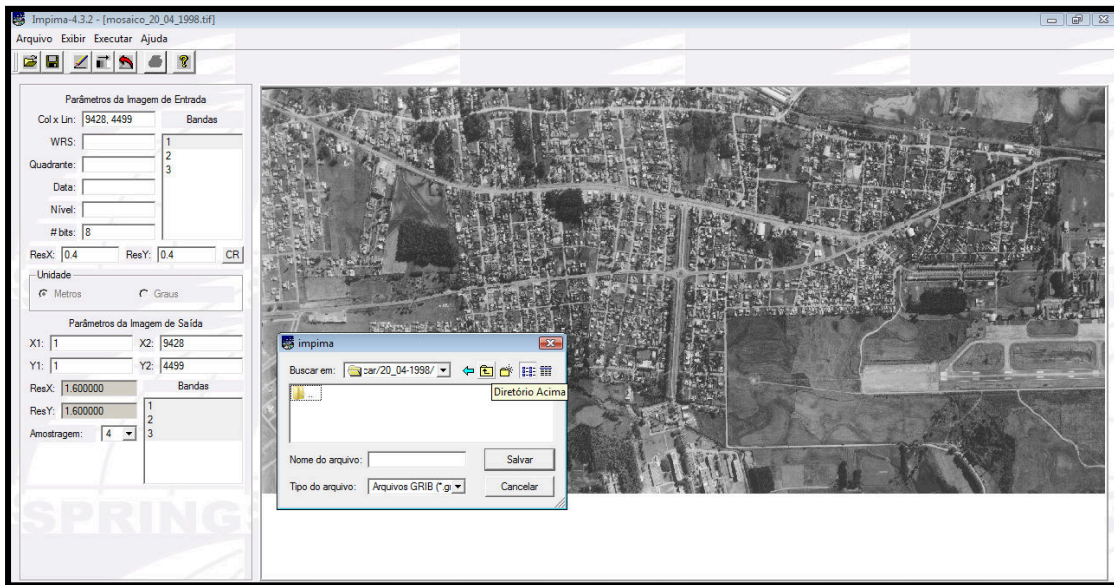 Impima-4.3.2 - [mosaico_20_04_1998.tif]
Arquivo Exibir Executar Ajuda
Parâmetros da Imagem de Entrada
Col x Lin: 9428, 4499 Bandas
WRS: 1
2
Quadrante: 3
Data:
Nível:
# bits: 8
ResX: 0.4 ResY: 0.4 CR
Unidade
Metros Graus
Parâmetros da Imagem de Saída
X1: 1 X2: 9428
Y1: 1 Y2: 4499
ResX: 1.600000 Bandas
ResY: 1.600000 1
2
Amostragem: 4 3
SPRING
impima
Buscar em: car/20_04-1998/
Diretório Acima
..
Nome do arquivo: Salvar
Tipo do arquivo: Arquivos GRIB (*.gr Cancelar